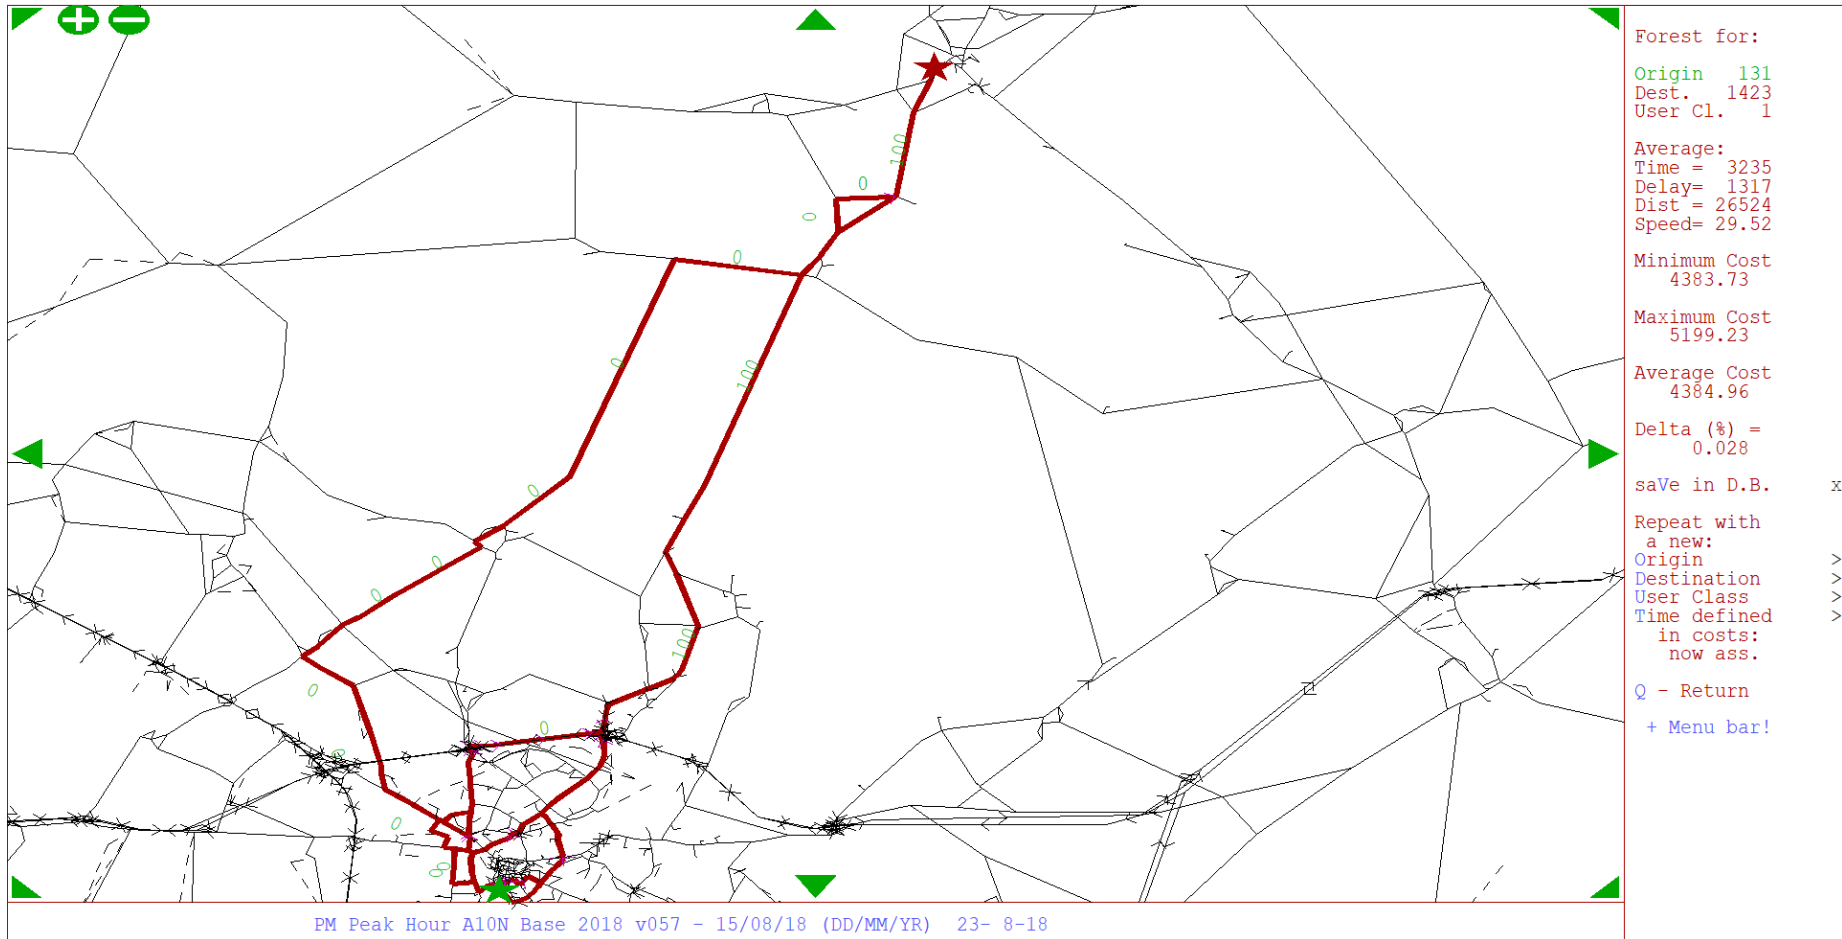 Forest for:
Origin 131
Dest. 1423
User Cl. 1
Average:
Time = 3235
Delay= 1317
Dist = 26524
Speed= 29.52
Minimum Cost
4383.73
Maximum Cost
5199.23
Average Cost
4384.96
Delta (%) =
0.028
saVe in D.B. x
Repeat with
a new:
Origin >
Destination >
User Class >
Time defined >
in costs:
now ass.
Q - Return
+ Menu bar!
100
0
0
0
0
100
0
0
0
100
0
0
0
0
PM Peak Hour A10N Base 2018 v057 - 15/08/18 (DD/MM/YR) 23- 8-18